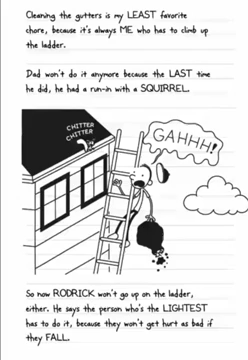 Cleaning the gutters is my LEAST favorite
chore, because it's always ME who has to climb up
the ladder.
Dad won't do it anymore because the LAST time
he did, he had a run-in with a SQUIRREL.
CHITTER
CHITTER
GAHHH!
So now RODRICK won't go up on the ladder,
either. He says the person who's the LIGHTEST
has to do it, because they won't get hurt as bad if
they FALL.